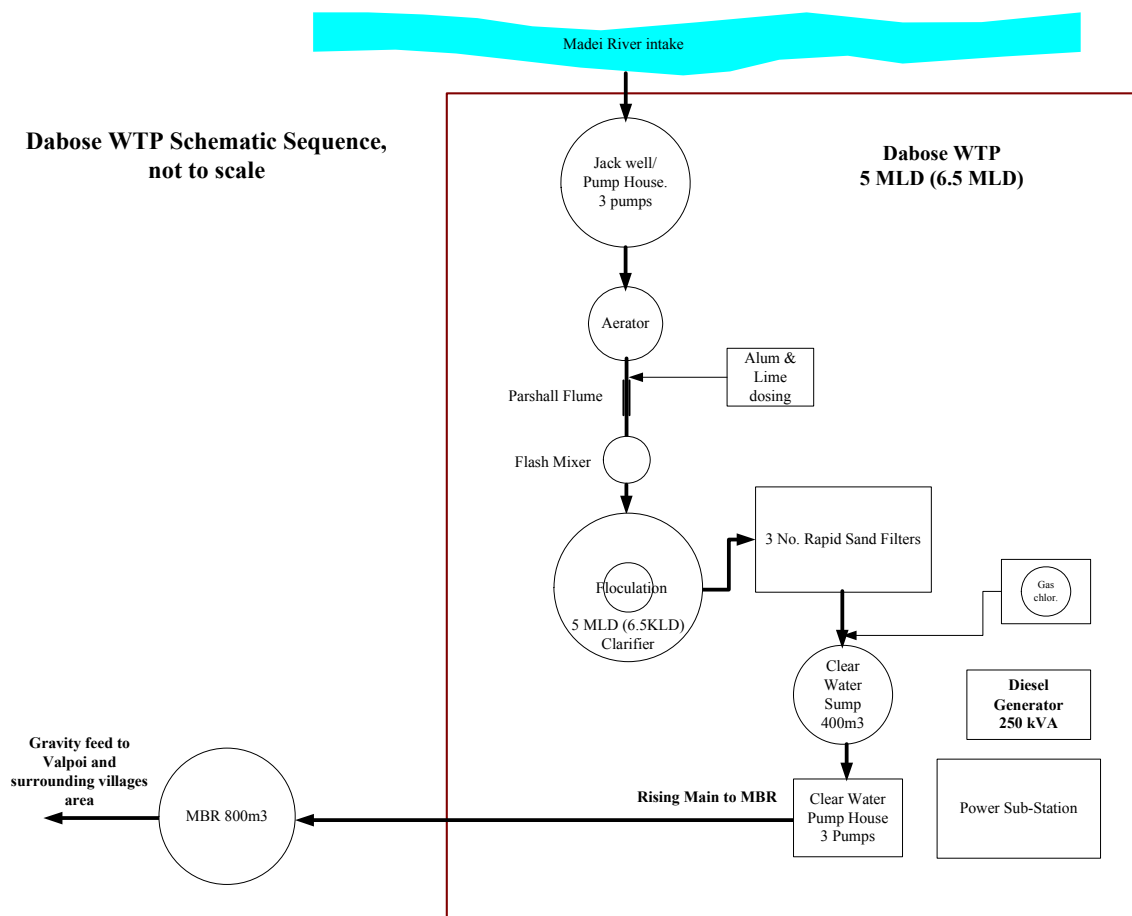 Madei River intake
Dabose WTP Schematic Sequence,
not to scale
Dabose WTP
5 MLD (6.5 MLD)
Jack well/
Pump House.
3 pumps
Aerator
Alum &
Lime
dosing
Parshall Flume
Flash Mixer
3 No. Rapid Sand Filters
Floculation
5 MLD (6.5KLD)
Clarifier
Gas
chlor.
Clear
Water
Sump
400m3
Diesel
Generator
250 kVA
Gravity feed to
Valpoi and
surrounding villages
area
MBR 800m3
Rising Main to MBR
Clear Water
Pump House
3 Pumps
Power Sub-Station